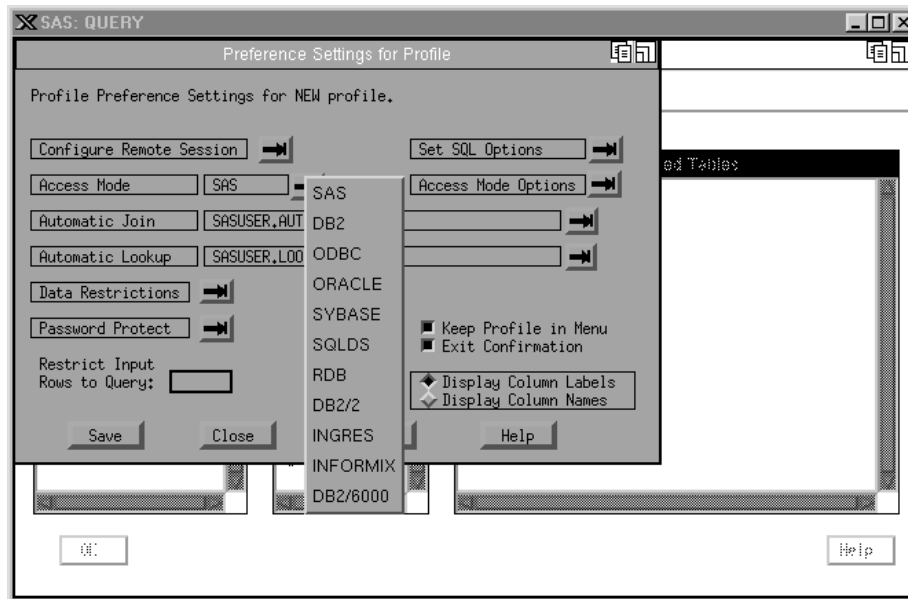 SAS: QUERY
Preference Settings for Profile
Profile Preference Settings for NEW profile.
Configure Remote Session
Set SQL Options
ed Tables
Access Mode
SAS
Access Mode Options
Automatic Join
SASUSER.AUT
Automatic Lookup
SASUSER.LOO
Data Restrictions
Password Protect
Restrict Input
Rows to Query:
Keep Profile in Menu
Exit Confirmation
Display Column Labels
Display Column Names
SAS
DB2
ODBC
ORACLE
SYBASE
SQLDS
RDB
DB2/2
INGRES
INFORMIX
DB2/6000
Save
Close
Help
OK
Help